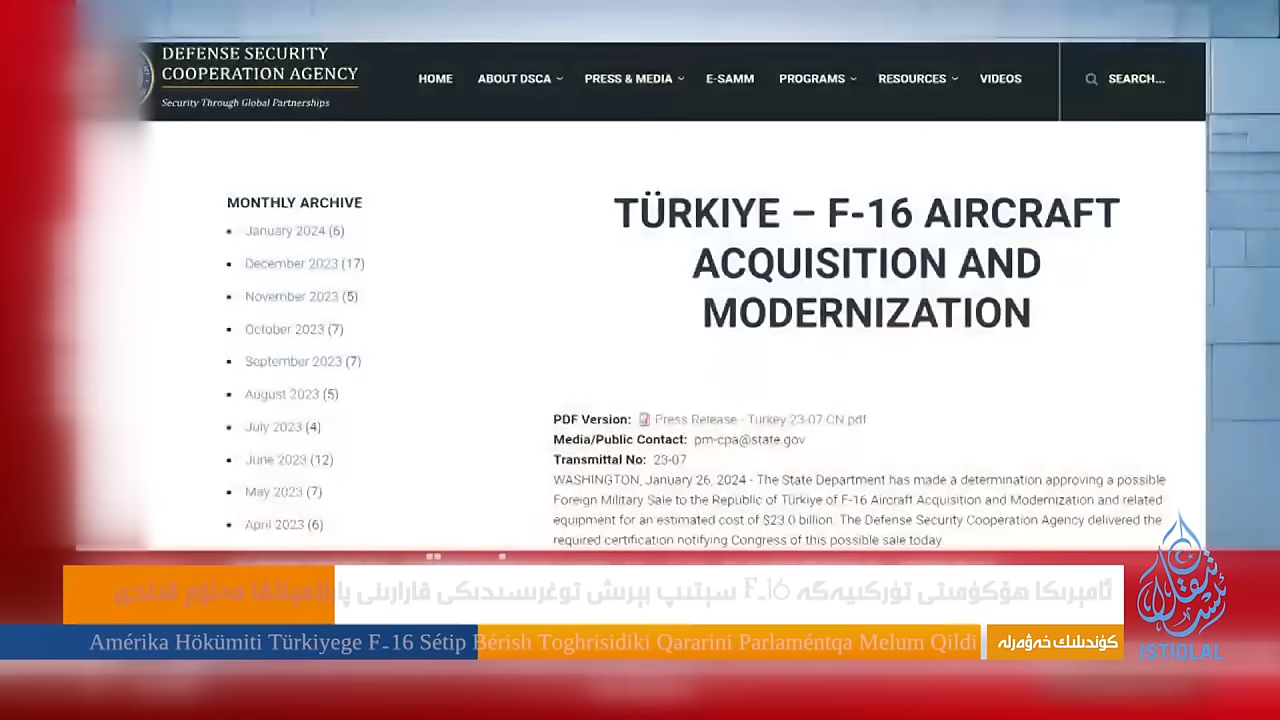 DEFENSE SECURITY
COOPERATION AGENCY
Security Through Global Partnerships
HOME ABOUT DSCA PRESS & MEDIA E-SAMM PROGRAMS RESOURCES VIDEOS SEARCH...
MONTHLY ARCHIVE
January 2024 (6)
December 2023 (17)
November 2023 (5)
October 2023 (7)
September 2023 (7)
August 2023 (5)
July 2023 (4)
June 2023 (12)
May 2023 (7)
April 2023 (6)
TÜRKIYE – F-16 AIRCRAFT
ACQUISITION AND
MODERNIZATION
PDF Version: Press Release - Turkey 23-07 CN.pdf
Media/Public Contact: pm-cpa@state.gov
Transmittal No: 23-07
WASHINGTON, January 26, 2024 - The State Department has made a determination approving a possible
Foreign Military Sale to the Republic of Türkiye of F-16 Aircraft Acquisition and Modernization and related
equipment for an estimated cost of $23.0 billion. The Defense Security Cooperation Agency delivered the
required certification notifying Congress of this possible sale today.
ئامېرىكا ھۆكۈمىتى تۈركىيەگە F-16 سېتىپ بېرىش توغرىسىدىكى قارارىنى پارلامېنتقا مەلۇم قىلدى
Amérika Hökümiti Türkiyege F-16 Sétip Bérish Toghrisidiki Qararini Parlaméntqa Melum Qildi
كۈندىلىك خەۋەرلە
ISTIQLAL